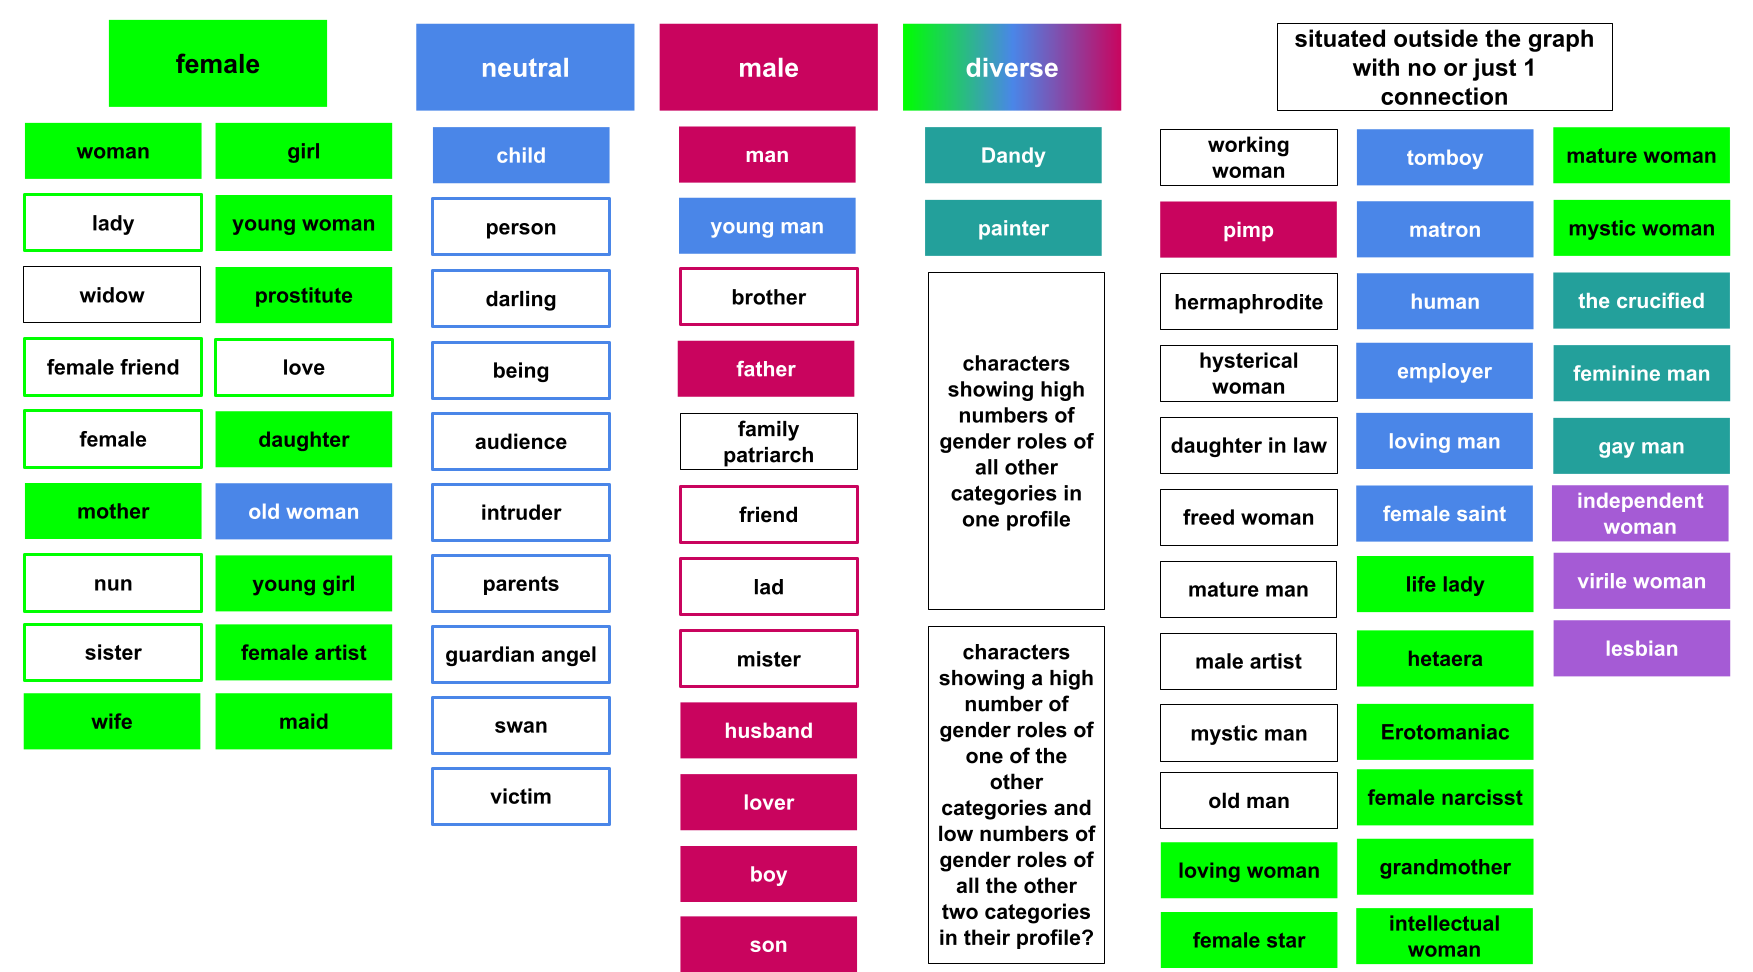 female
woman
girl
lady
young woman
widow
prostitute
female friend
love
female
daughter
mother
old woman
nun
young girl
sister
female artist
wife
maid
neutral
child
person
darling
being
audience
intruder
parents
guardian angel
swan
victim
male
man
young man
brother
father
family
patriarch
friend
lad
mister
husband
lover
boy
son
diverse
Dandy
painter
characters
showing high
numbers of
gender roles of
all other
categories in
one profile
characters
showing a high
number of
gender roles of
one of the
other
categories and
low numbers of
gender roles of
all the other
two categories
in their profile?
situated outside the graph
with no or just 1
connection
working
woman
pimp
hermaphrodite
hysterical
woman
daughter in law
freed woman
mature man
male artist
mystic man
old man
loving woman
female star
tomboy
matron
human
employer
loving man
female saint
life lady
hetaera
Erotomaniac
female narcisst
grandmother
intellectual
woman
mature woman
mystic woman
the crucified
feminine man
gay man
independent
woman
virile woman
lesbian